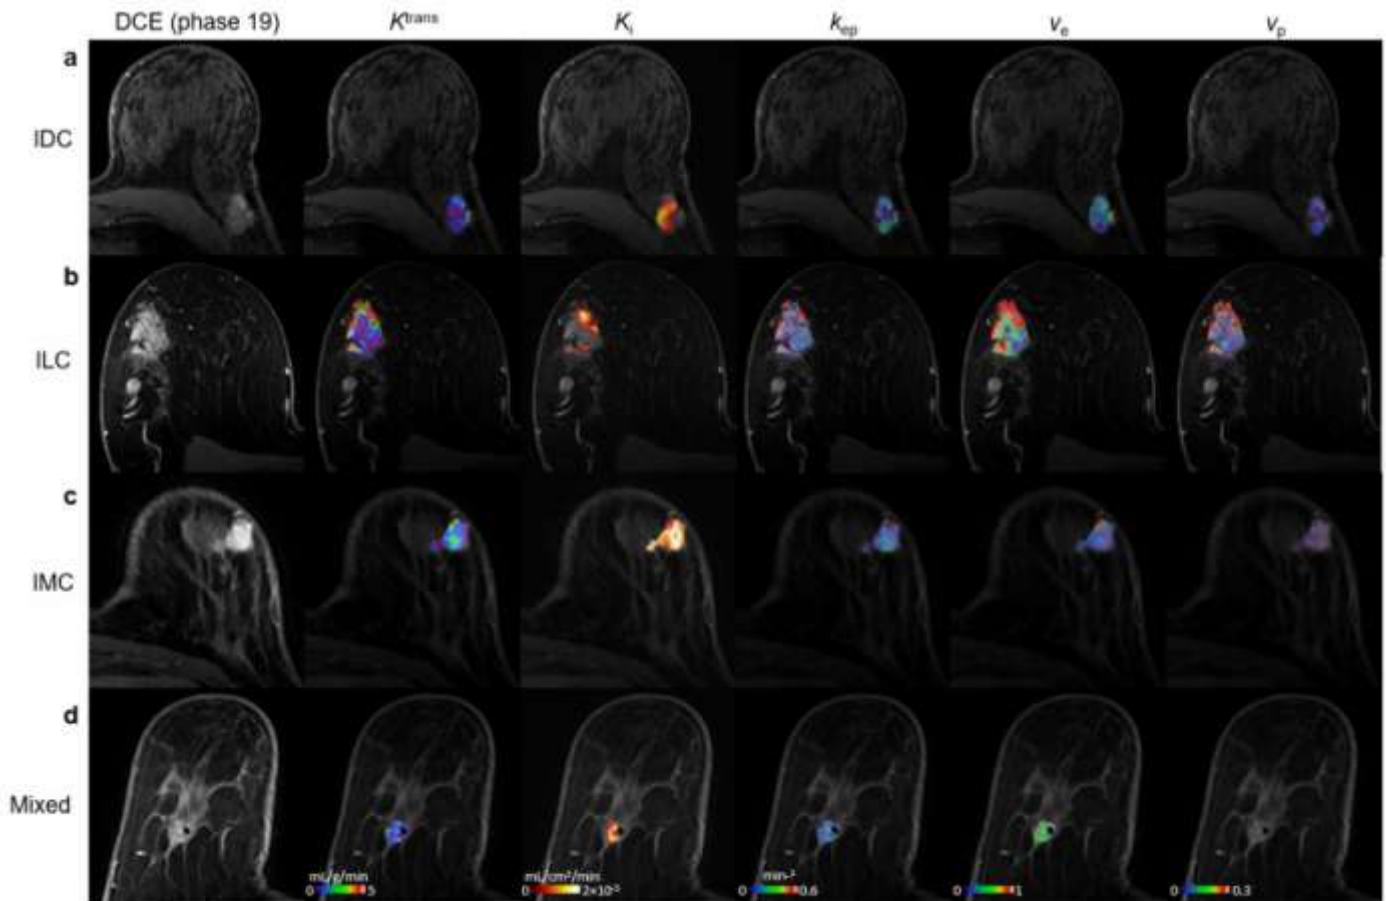 DCE (phase 19) Kᵗʳᵃⁿˢ Kᵢ kₑₚ vₑ vₚ
a
IDC
b
ILC
c
IMC
d
Mixed
mL/g/min mL/cm²/min min⁻¹
0 5 0 2×10⁻⁵ 0 0.6 0 1 0 0.3